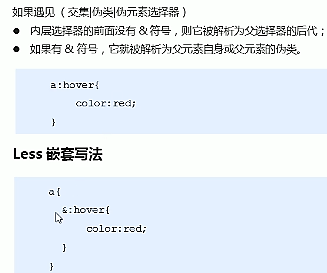 如果遇见 （交集|伪类|伪元素选择器）
● 内层选择器的前面没有 & 符号，则它被解析为父选择器的后代；
● 如果有 & 符号，它就被解析为父元素自身或父元素的伪类。
a:hover{
color:red;
}
Less 嵌套写法
a{
&:hover{
color:red;
}
}